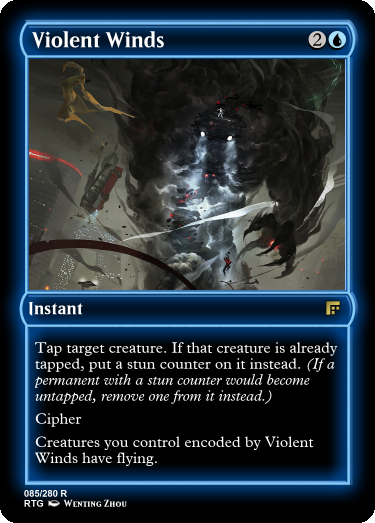 Violent Winds 2
Instant
Tap target creature. If that creature is already
tapped, put a stun counter on it instead. (If a
permanent with a stun counter would become
untapped, remove one from it instead.)
Cipher
Creatures you control encoded by Violent
Winds have flying.
085/280 R
RTG WENTING ZHOU